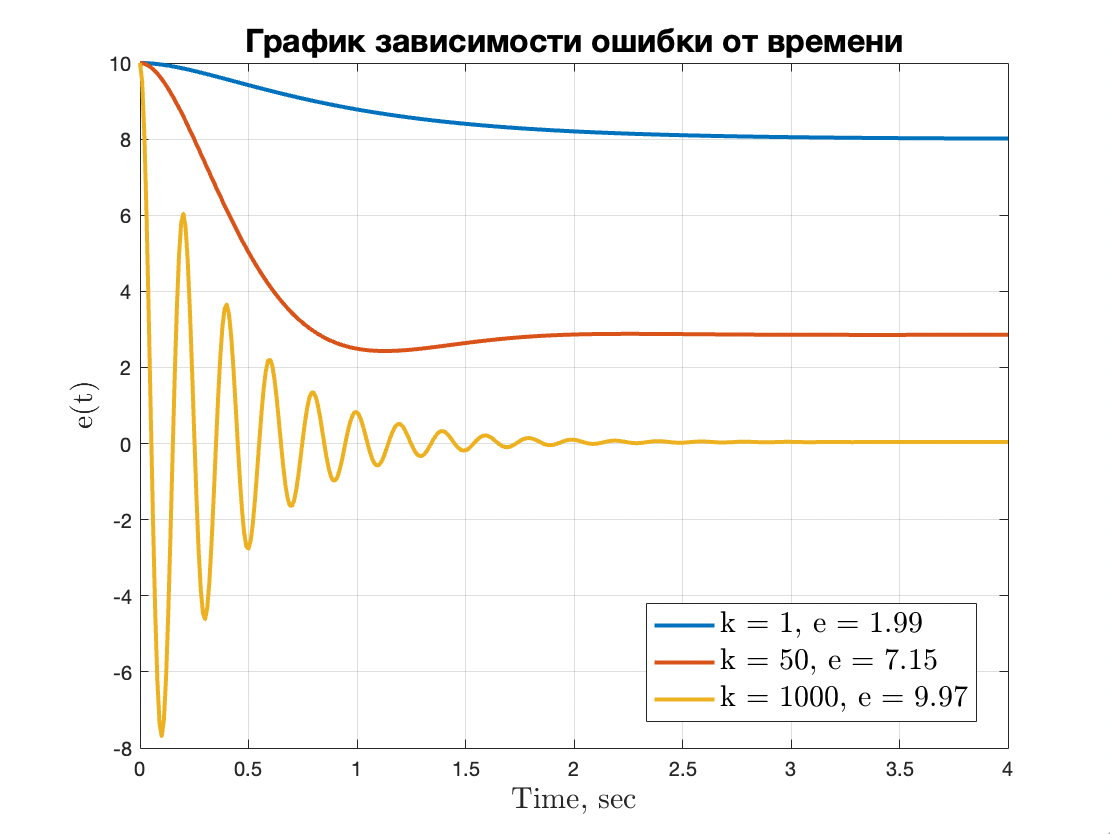 График зависимости ошибки от времени
10
8
6
4
2
0
-2
-4
-6
-8
e(t)
k = 1, e = 1.99
k = 50, e = 7.15
k = 1000, e = 9.97
0 0.5 1 1.5 2 2.5 3 3.5 4
Time, sec